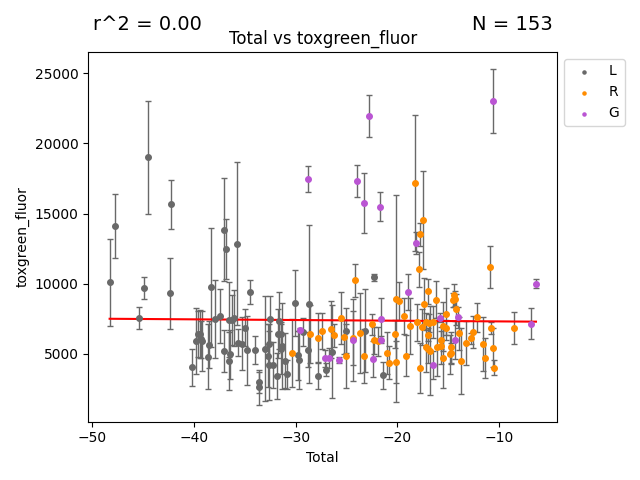 r^2 = 0.00 N = 153
Total vs toxgreen_fluor
25000
20000
15000
10000
5000
toxgreen_fluor
−50 −40 −30 −20 −10
Total
L
R
G